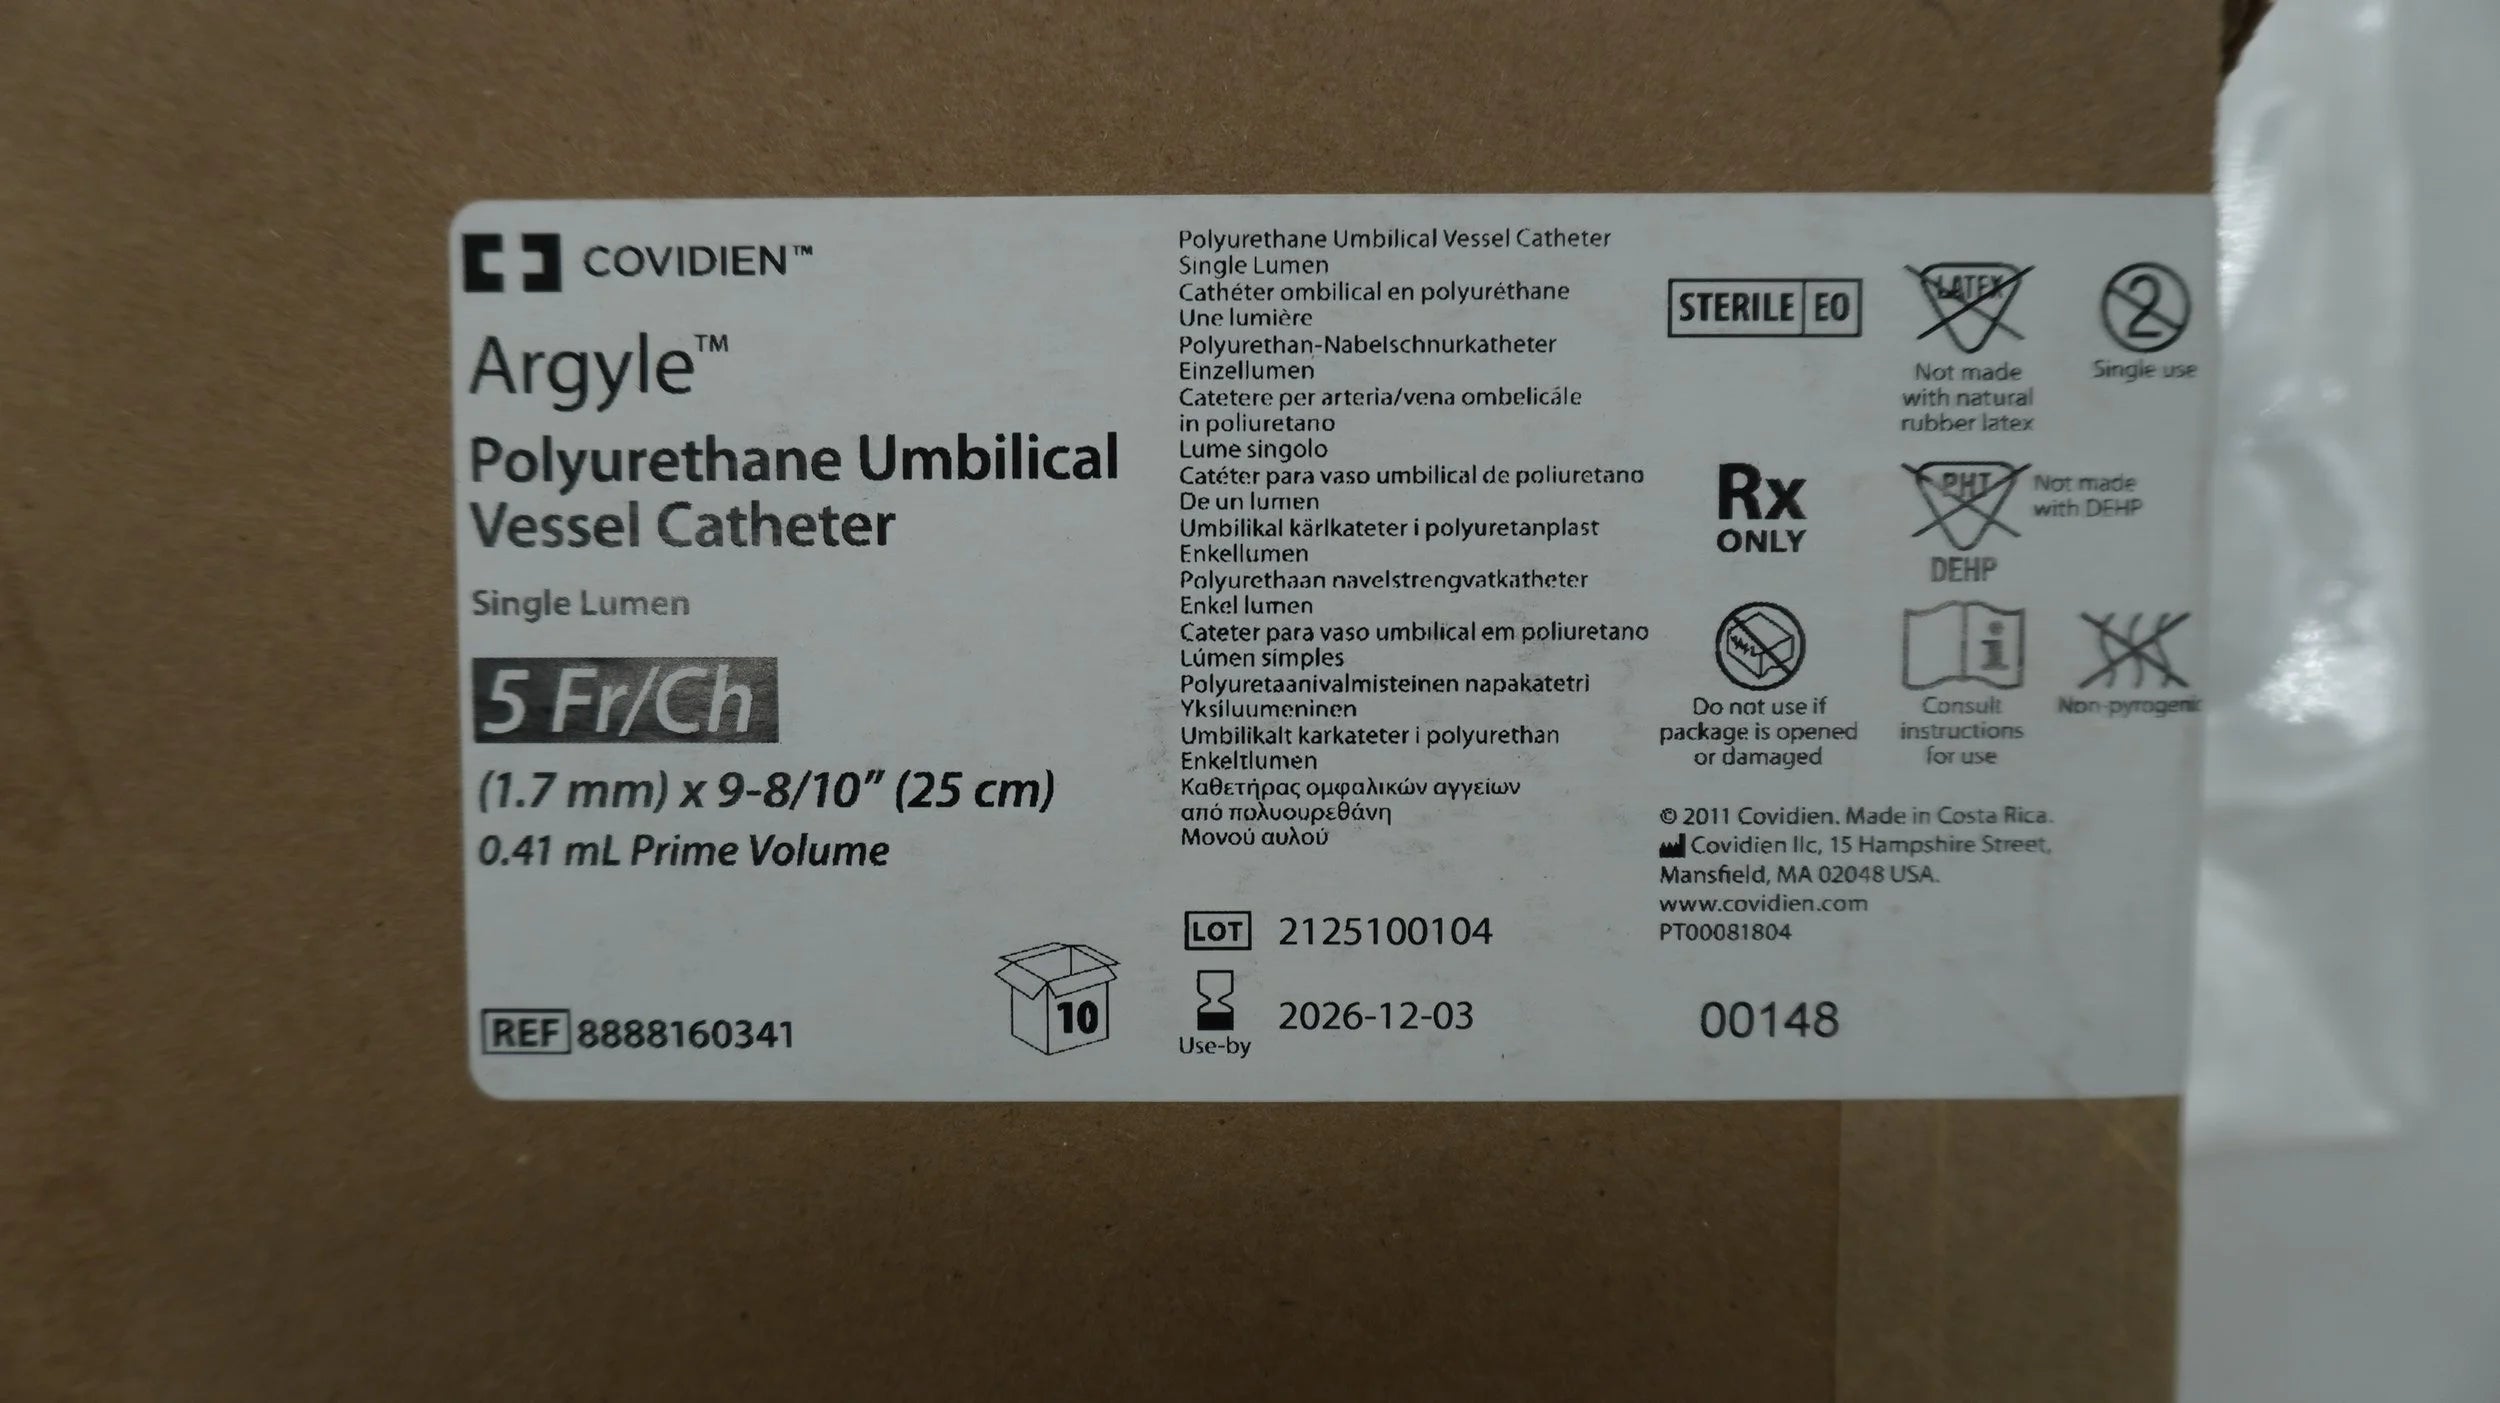 COVIDIEN™
Argyle™
Polyurethane Umbilical
Vessel Catheter
Single Lumen
5 Fr/Ch
(1.7 mm) x 9-8/10" (25 cm)
0.41 mL Prime Volume
REF 8888160341
10
Polyurethane Umbilical Vessel Catheter
Single Lumen
Cathéter ombilical en polyuréthane
Une lumière
Polyurethan-Nabelschnurkatheter
Einzellumen
Catetere per arteria/vena ombelicale
in poliuretano
Lume singolo
Catéter para vaso umbilical de poliuretano
De un lumen
Umbilikal kärlkateter i polyuretanplast
Enkellumen
Polyurethaan navelstrengvatkatheter
Enkel lumen
Cateter para vaso umbilical em poliuretano
Lúmen simples
Polyuretaanivalmisteinen napakatetri
Yksiluumeninen
Umbilikalt karkateter i polyurethan
Enkeltlumen
Καθετήρας ομφαλικών αγγείων
από πολυουρεθάνη
Μονού αυλού
LOT 2125100104
2026-12-03
Use-by
STERILE EO
LATEX
Not made
with natural
rubber latex
2
Single use
Rx
ONLY
PHT
Not made
with DEHP
DEHP
Do not use if
package is opened
or damaged
i
Consult
instructions
for use
Non-pyrogenic
© 2011 Covidien. Made in Costa Rica.
Covidien llc, 15 Hampshire Street,
Mansfield, MA 02048 USA.
www.covidien.com
PT00081804
00148